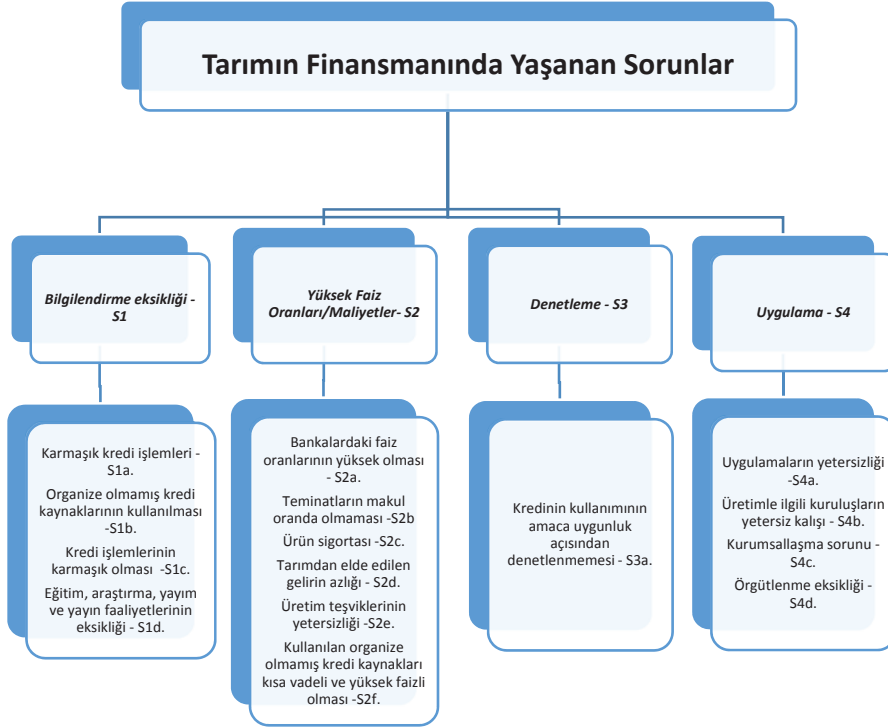 Tarımın Finansmanında Yaşanan Sorunlar
Bilgilendirme eksikliği -
S1
Yüksek Faiz
Oranları/Maliyetler- S2
Denetleme - S3
Uygulama - S4
Karmaşık kredi işlemleri -
S1a.
Organize olmamış kredi
kaynaklarının kullanılması
-S1b.
Kredi işlemlerinin
karmaşık olması -S1c.
Eğitim, araştırma, yayım
ve yayın faaliyetlerinin
eksikliği - S1d.
Bankalardaki faiz
oranlarının yüksek olması
- S2a.
Teminatların makul
oranda olmaması -S2b
Ürün sigortası -S2c.
Tarımdan elde edilen
gelirin azlığı - S2d.
Üretim teşviklerinin
yetersizliği -S2e.
Kullanılan organize
olmamış kredi kaynakları
kısa vadeli ve yüksek faizli
olması -S2f.
Kredinin kullanımının
amaca uygunluk
açısından
denetlenmemesi - S3a.
Uygulamaların yetersizliği
-S4a.
Üretimle ilgili kuruluşların
yetersiz kalışı - S4b.
Kurumsallaşma sorunu -
S4c.
Örgütlenme eksikliği -
S4d.